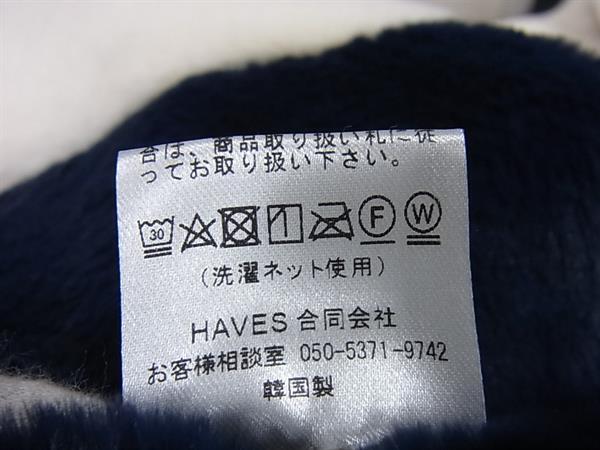 合は、商品取り扱い札に従
ってお取り扱い下さい。
30 F W
(洗濯ネット使用)
HAVES 合同会社
お客様相談室 050-5371-9742
韓国製